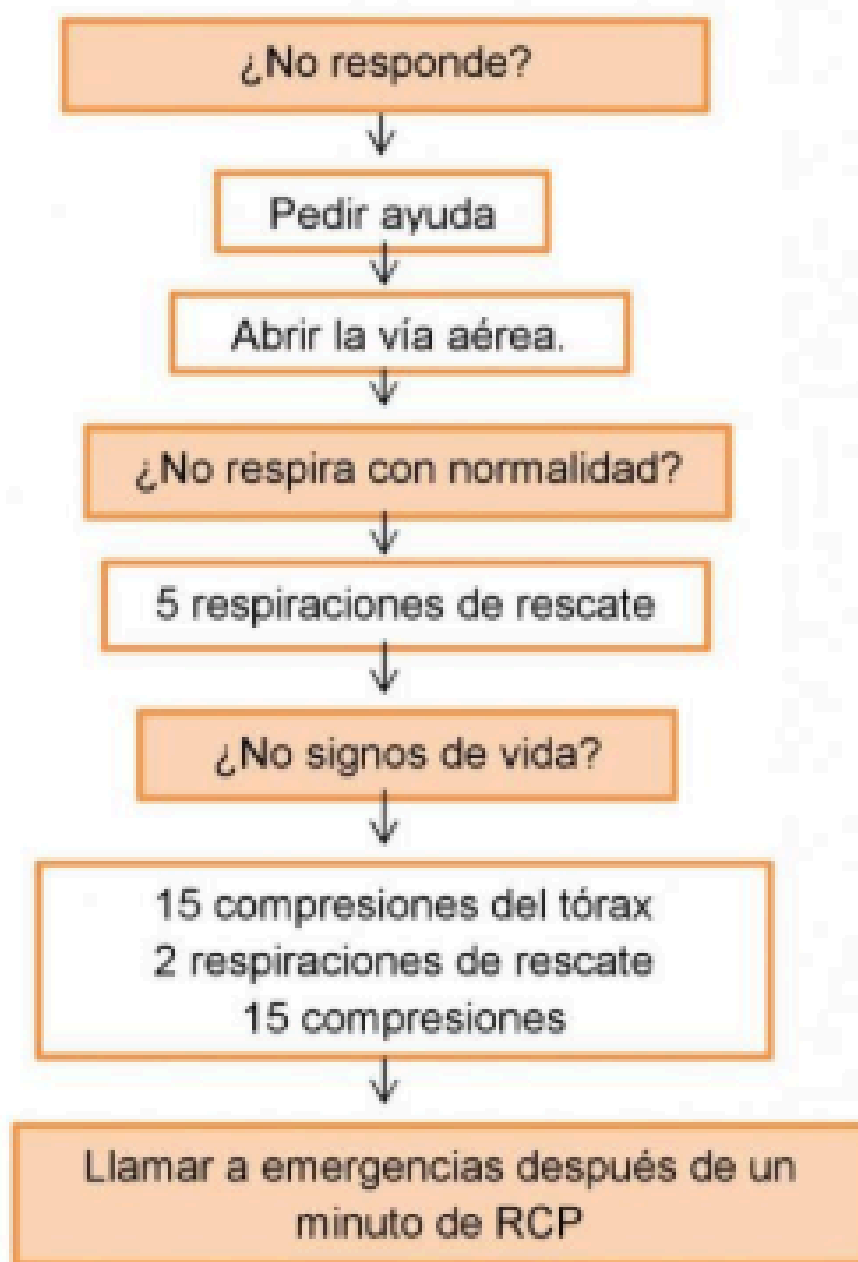 ¿No responde?
Pedir ayuda
Abrir la vía aérea.
¿No respira con normalidad?
5 respiraciones de rescate
¿No signos de vida?
15 compresiones del tórax
2 respiraciones de rescate
15 compresiones
Llamar a emergencias después de un
minuto de RCP